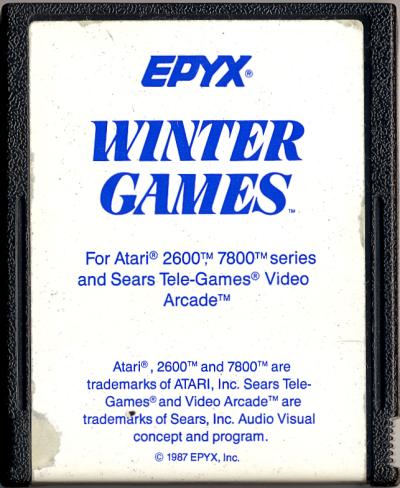 EPYX®
WINTER
GAMES™
For Atari® 2600™, 7800™ series
and Sears Tele-Games® Video
Arcade™
Atari®, 2600™ and 7800™ are
trademarks of ATARI, Inc. Sears Tele-
Games® and Video Arcade™ are
trademarks of Sears, Inc. Audio Visual
concept and program.
© 1987 EPYX, Inc.